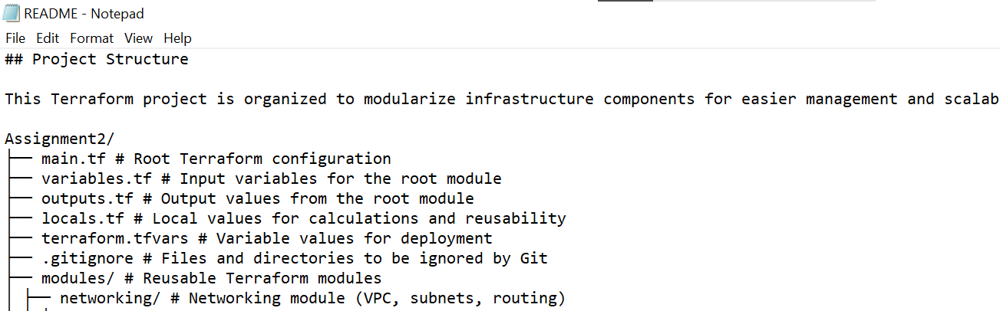 README - Notepad
File Edit Format View Help
## Project Structure
This Terraform project is organized to modularize infrastructure components for easier management and scalab
Assignment2/
├── main.tf # Root Terraform configuration
├── variables.tf # Input variables for the root module
├── outputs.tf # Output values from the root module
├── locals.tf # Local values for calculations and reusability
├── terraform.tfvars # Variable values for deployment
├── .gitignore # Files and directories to be ignored by Git
├── modules/ # Reusable Terraform modules
│ ├── networking/ # Networking module (VPC, subnets, routing)